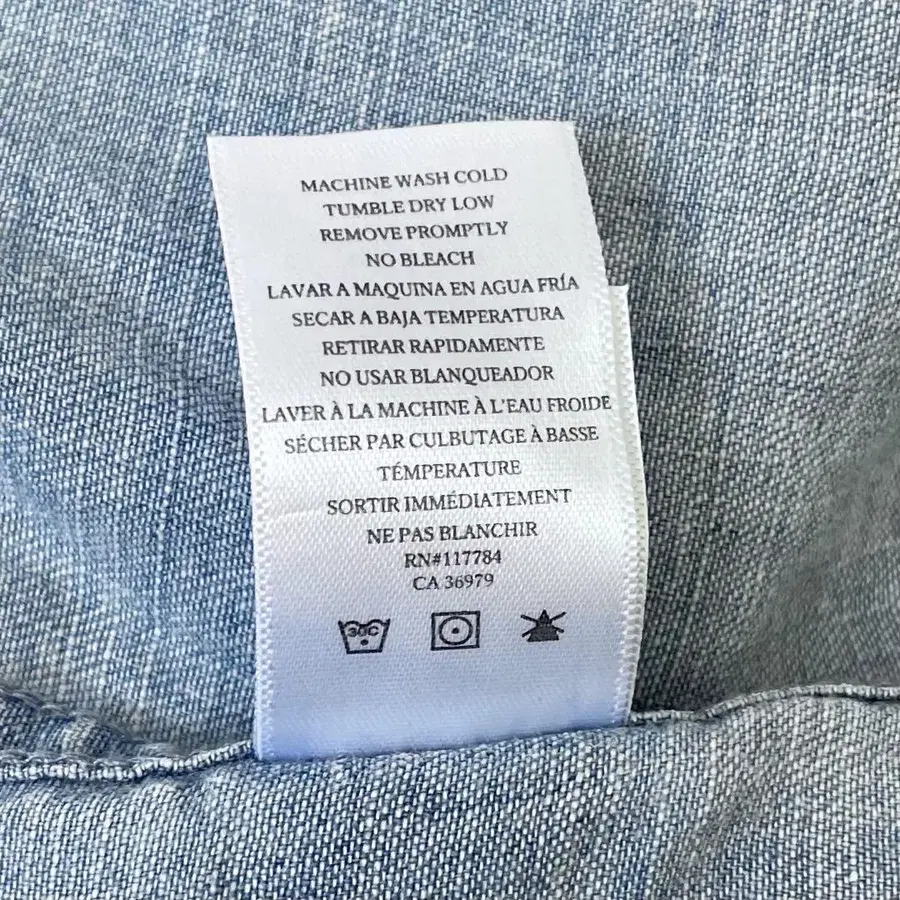 MACHINE WASH COLD
TUMBLE DRY LOW
REMOVE PROMPTLY
NO BLEACH
LAVAR A MAQUINA EN AGUA FRÍA
SECAR A BAJA TEMPERATURA
RETIRAR RAPIDAMENTE
NO USAR BLANQUEADOR
LAVER À LA MACHINE À L'EAU FROIDE
SÉCHER PAR CULBUTAGE À BASSE
TÉMPERATURE
SORTIR IMMÉDIATEMENT
NE PAS BLANCHIR
RN#117784
CA 36979
30C